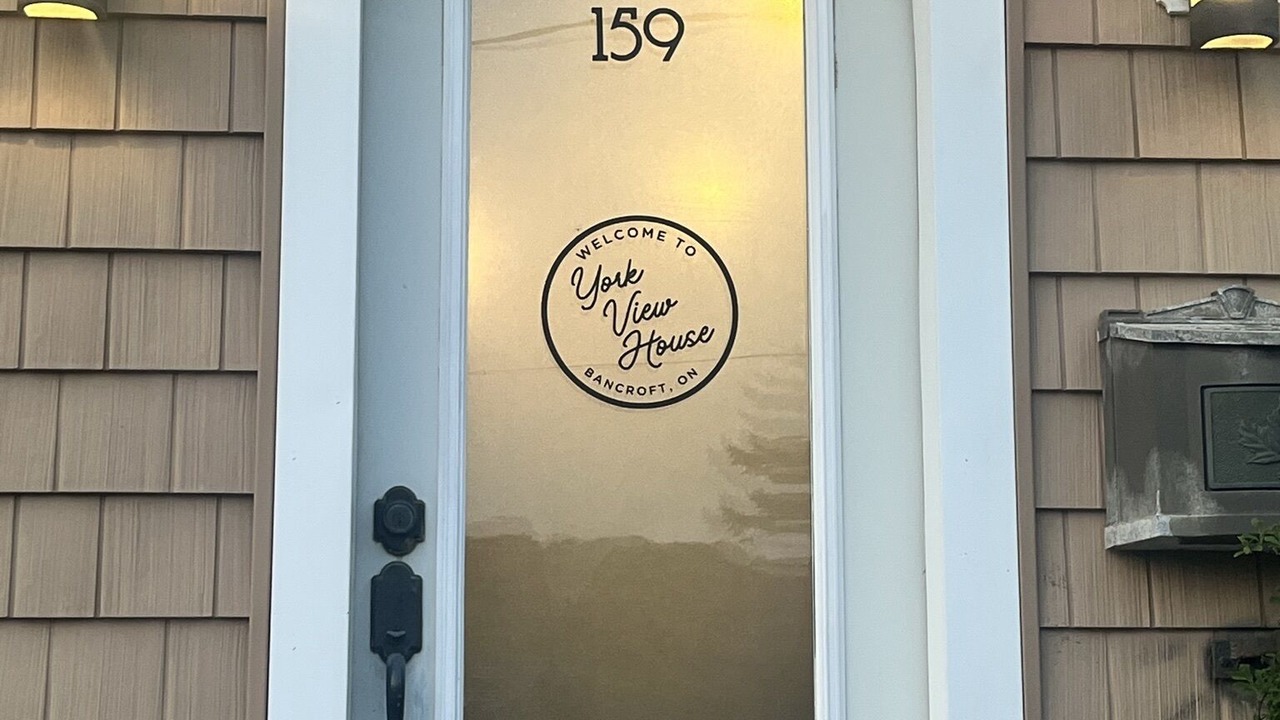 159
WELCOME TO
York
View
House
BANCROFT, ON